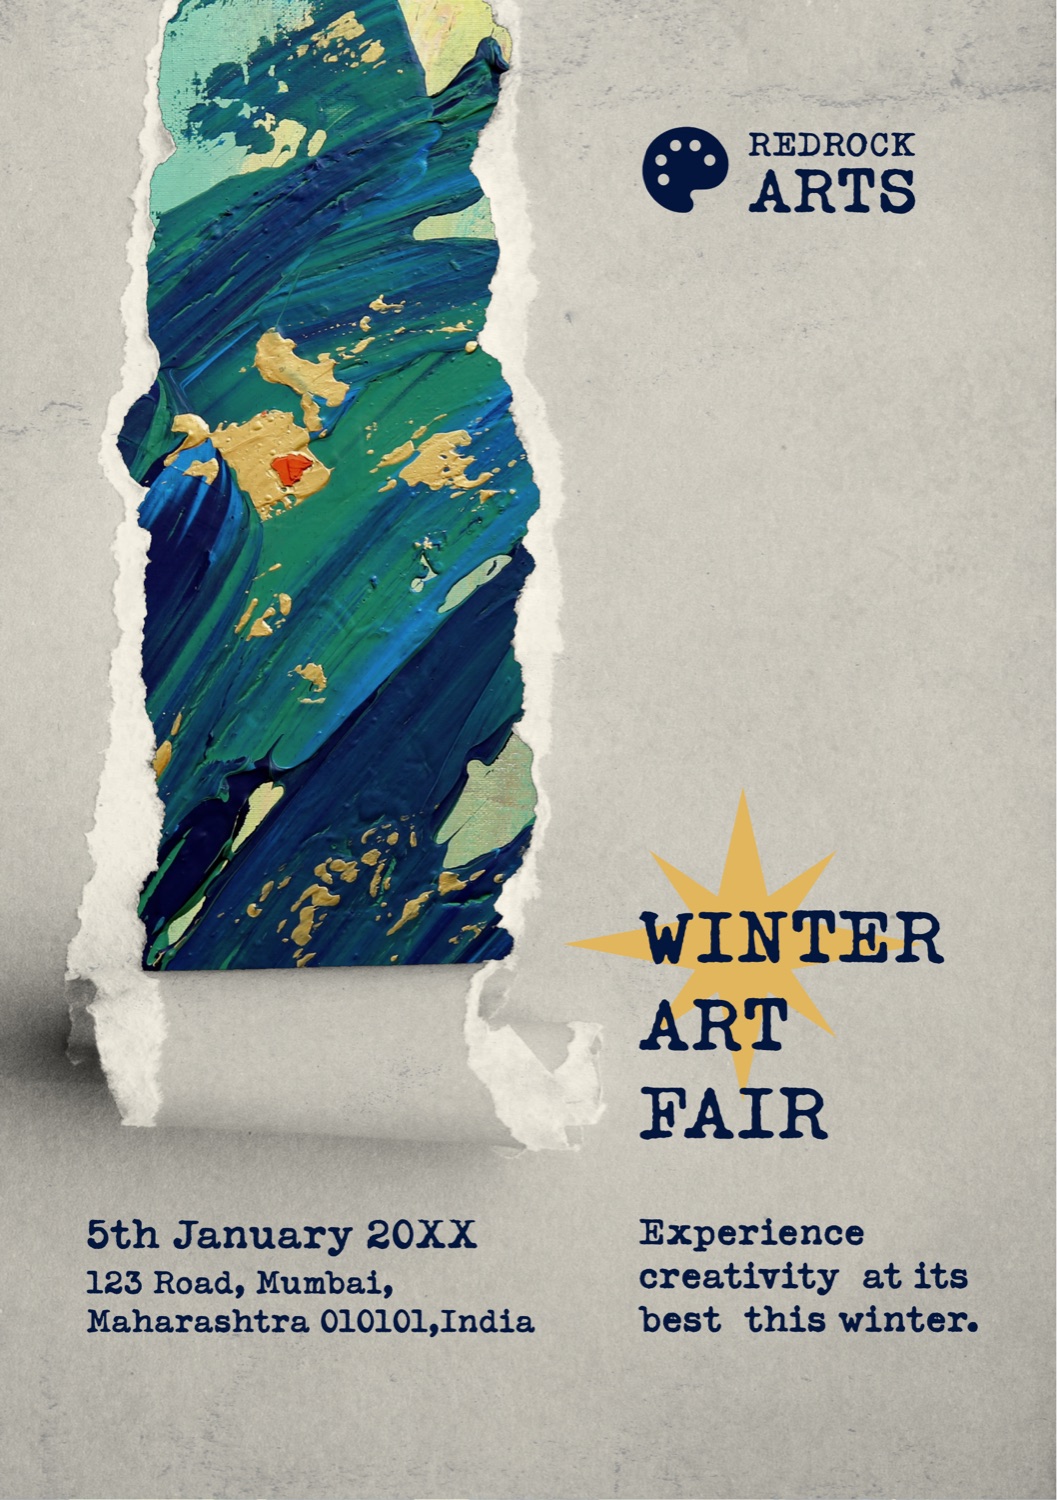 REDROCK
ARTS
WINTER
ART
FAIR
5th January 20XX
123 Road, Mumbai,
Maharashtra 010101,India
Experience
creativity  at its
best  this winter.